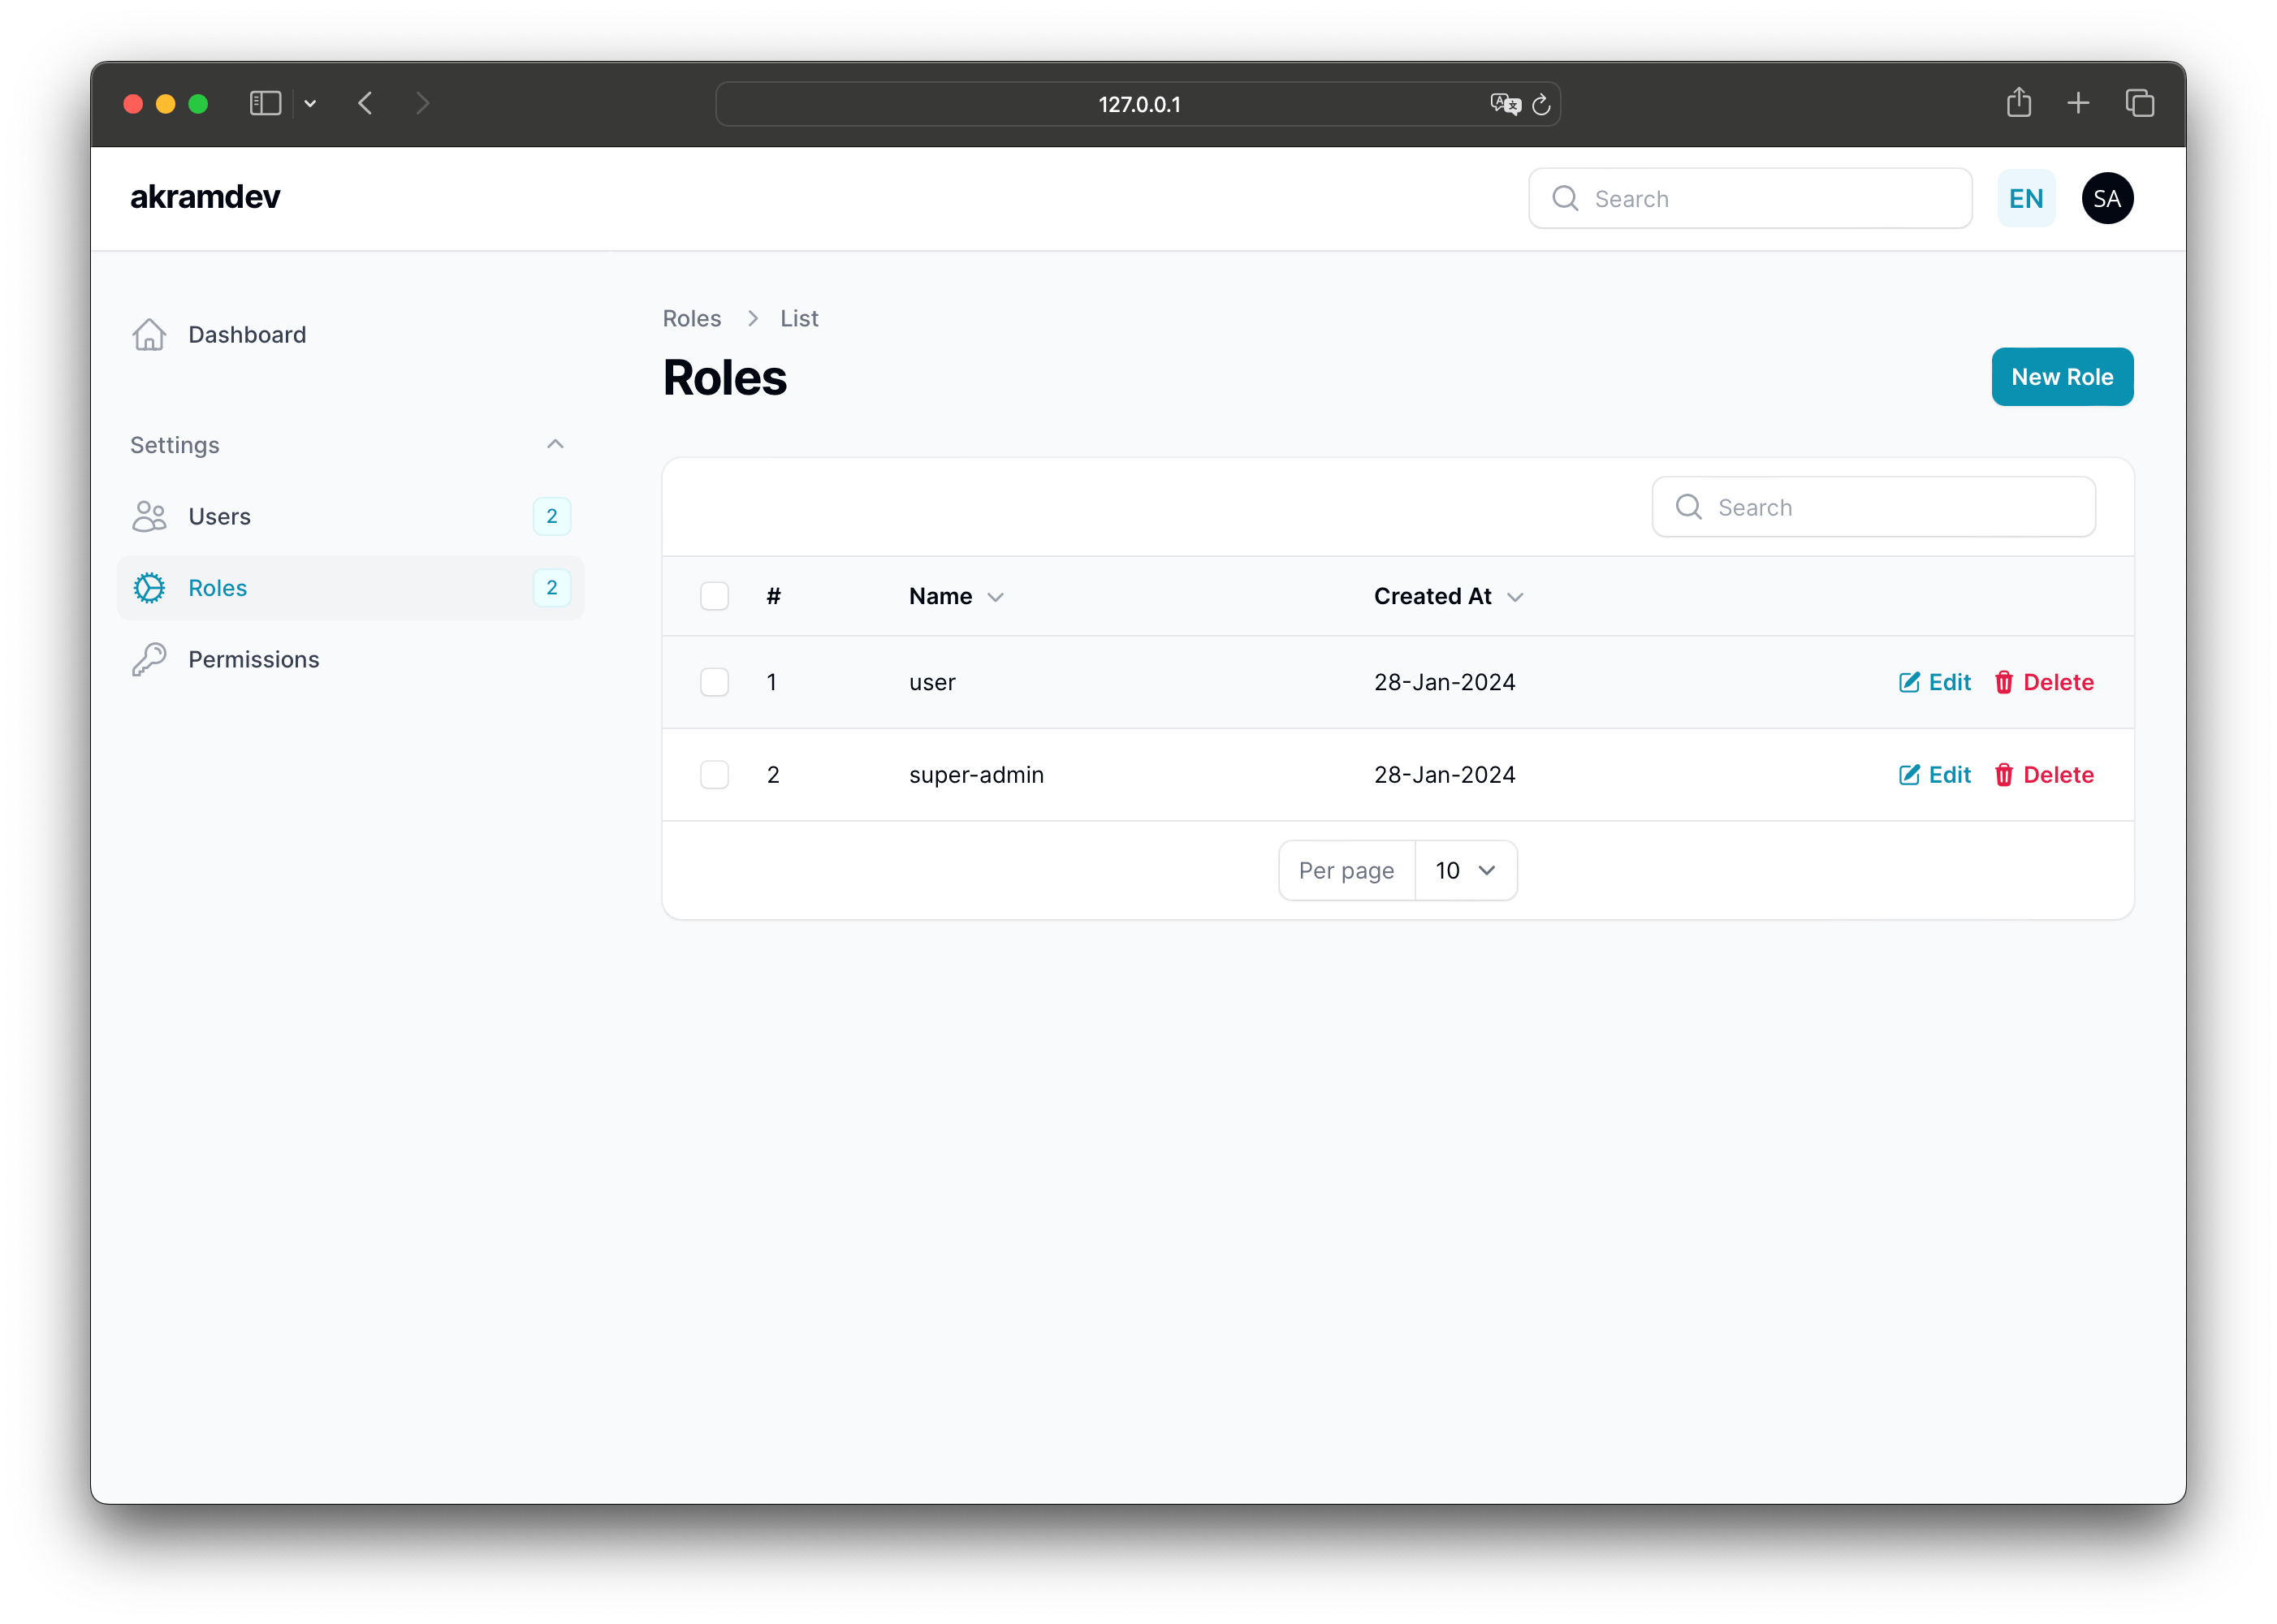 127.0.0.1
akramdev
Search
EN
SA
Dashboard
Settings
Users 2
Roles 2
Permissions
Roles List
Roles
New Role
Search
# Name Created At
1 user 28-Jan-2024 Edit Delete
2 super-admin 28-Jan-2024 Edit Delete
Per page 10